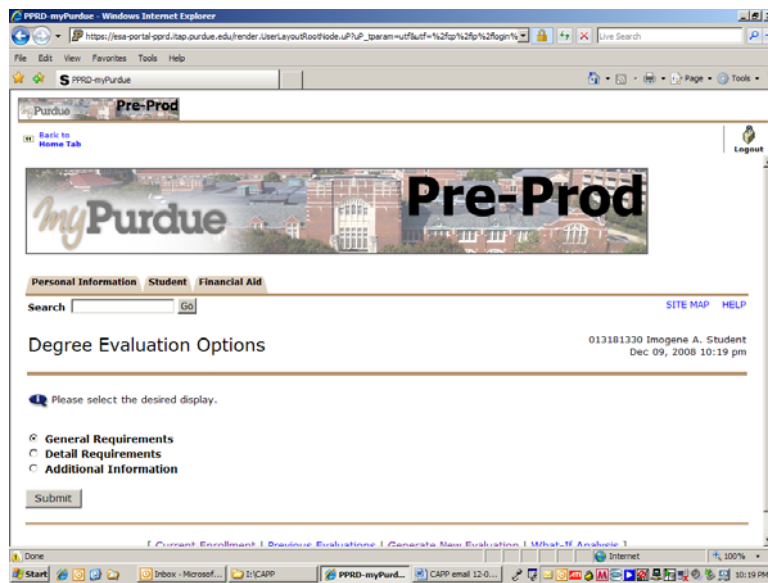 PPRD-myPurdue - Windows Internet Explorer
https://esa-portal-pprd.itap.purdue.edu/render.UserLayoutRootNode.uP?uP_tparam=utf&utf=%2fcp%2fip%2flogin%
Live Search
File Edit View Favorites Tools Help
PPRD-myPurdue
Page Tools
Purdue Pre-Prod
Back to
Home Tab
Logout
myPurdue Pre-Prod
Personal Information Student Financial Aid
Search Go SITE MAP HELP
Degree Evaluation Options
013181330 Imogene A. Student
Dec 09, 2008 10:19 pm
Please select the desired display.
General Requirements
Detail Requirements
Additional Information
Submit
[ Current Enrollment | Previous Evaluations | Generate New Evaluation | What-If Analysis ]
Done Internet 100%
Start Inbox - Microsof... I:\CAPP PPRD-myPurd... CAPP email 12-0... 10:19 PM